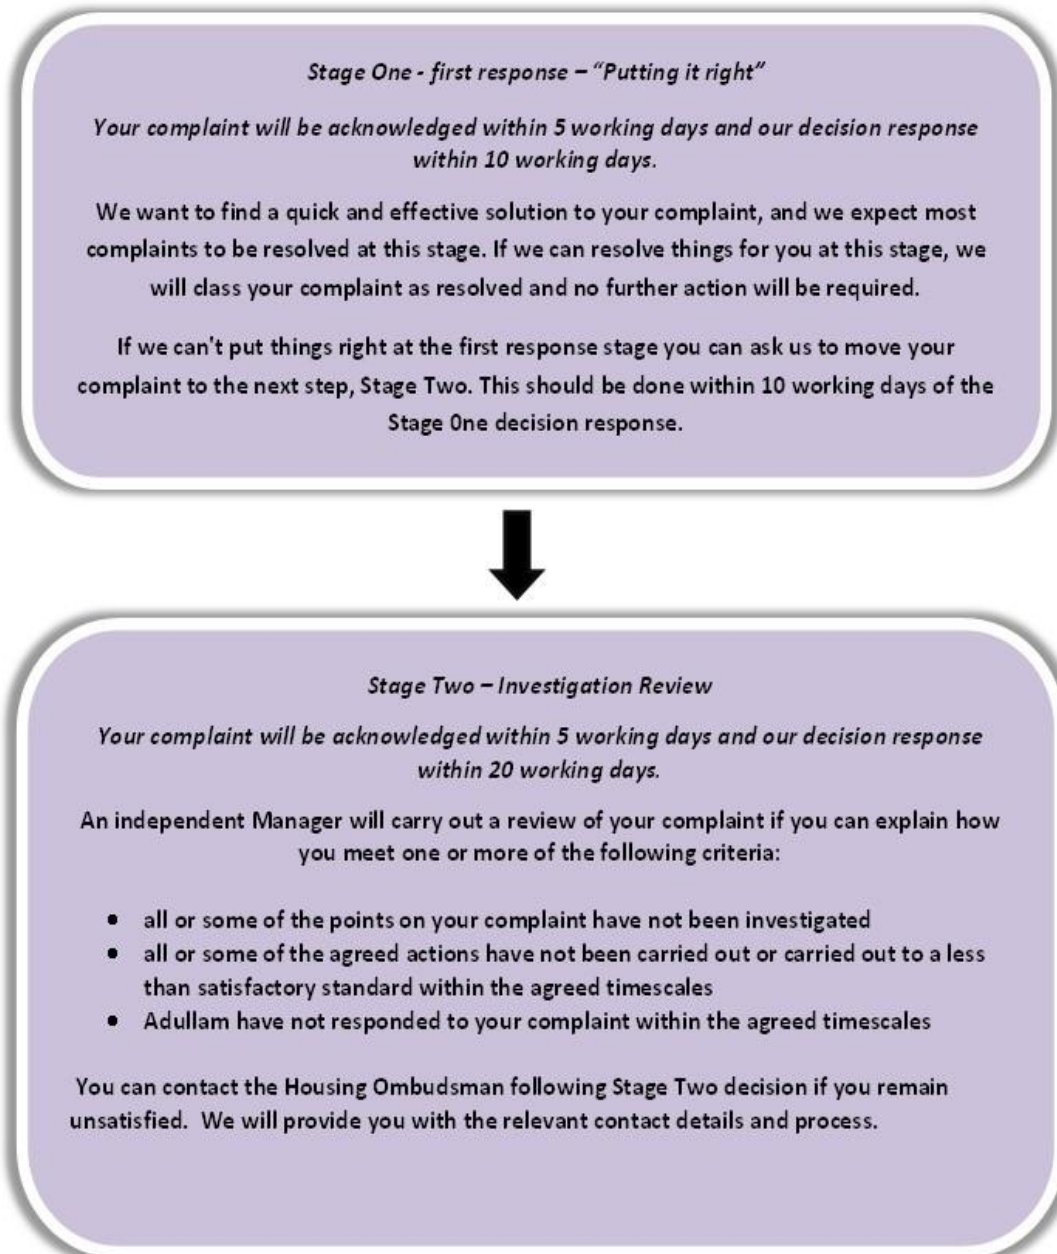 Stage One - first response – “Putting it right”
Your complaint will be acknowledged within 5 working days and our decision response
within 10 working days.
We want to find a quick and effective solution to your complaint, and we expect most
complaints to be resolved at this stage. If we can resolve things for you at this stage, we
will class your complaint as resolved and no further action will be required.
If we can't put things right at the first response stage you can ask us to move your
complaint to the next step, Stage Two. This should be done within 10 working days of the
Stage 0ne decision response.
Stage Two – Investigation Review
Your complaint will be acknowledged within 5 working days and our decision response
within 20 working days.
An independent Manager will carry out a review of your complaint if you can explain how
you meet one or more of the following criteria:
• all or some of the points on your complaint have not been investigated
• all or some of the agreed actions have not been carried out or carried out to a less
than satisfactory standard within the agreed timescales
• Adullam have not responded to your complaint within the agreed timescales
You can contact the Housing Ombudsman following Stage Two decision if you remain
unsatisfied.  We will provide you with the relevant contact details and process.